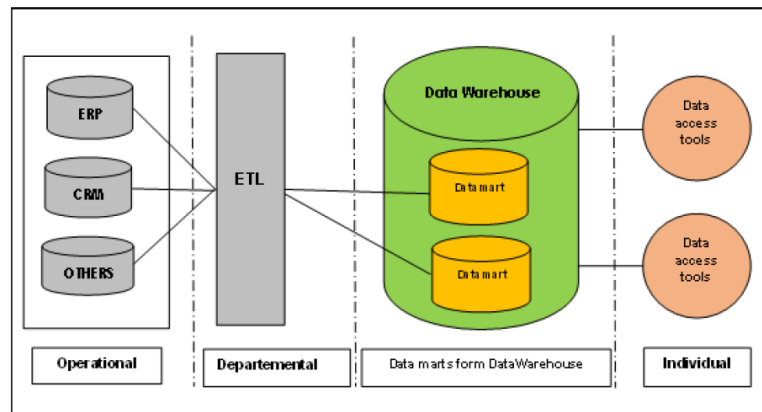 ERP
CRM
OTHERS
ETL
Data Warehouse
Datamart
Datamart
Data
access
tools
Data
access
tools
Operational
Departemental
Data marts form DataWarehouse
Individual